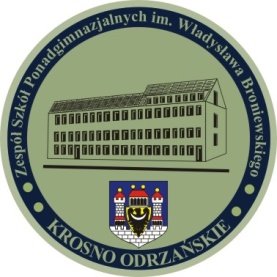 Zespół Szkół Ponadgimnazjalnych im. Władysława Broniewskiego
KROSNO ODRZAŃSKIE